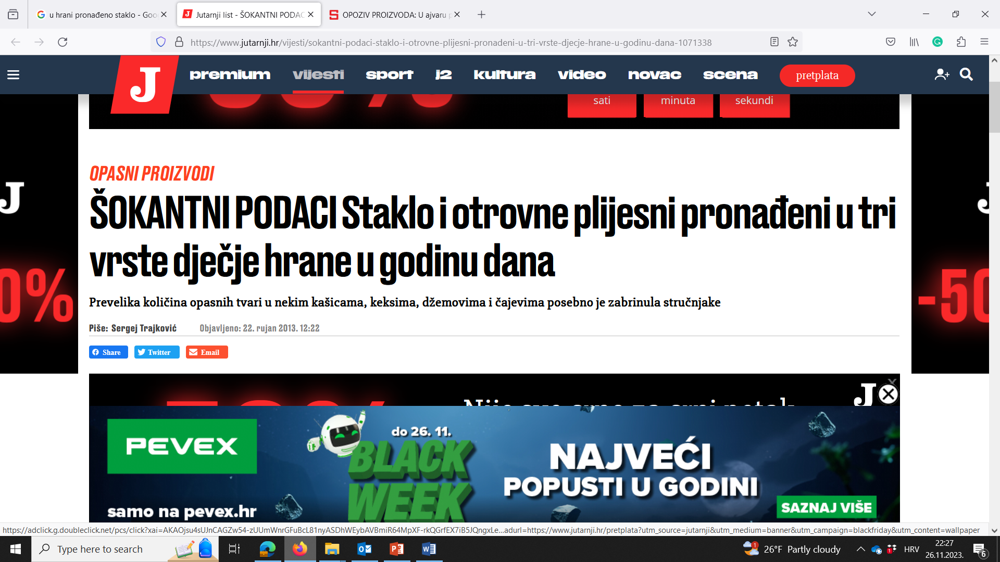 u hrani pronađeno staklo - Goo
Jutarnji list - ŠOKANTNI PODAC
OPOZIV PROIZVODA: U ajvaru p
https://www.jutarnji.hr/vijesti/sokantni-podaci-staklo-i-otrovne-plijesni-pronadeni-u-tri-vrste-djecje-hrane-u-godinu-dana-1071338
J
premium vijesti sport j2 kultura video novac scena pretplata
sati minuta sekundi
OPASNI PROIZVODI
ŠOKANTNI PODACI Staklo i otrovne plijesni pronađeni u tri
vrste dječje hrane u godinu dana
Prevelika količina opasnih tvari u nekim kašicama, keksima, džemovima i čajevima posebno je zabrinula stručnjake
Piše: Sergej Trajković Objavljeno: 22. rujan 2013. 12:22
Share Twitter Email
J
0%
-50
J
PEVEX
do 26. 11.
BLACK
WEEK
samo na pevex.hr
NAJVEĆI
POPUSTI U GODINI
SAZNAJ VIŠE
https://adclick.g.doubleclick.net/pcs/click?xai=AKAOjsu4sUJnCAGZw54-zUUmWnrGFuBcL81nyASDhWEybAVBmiR64MpXF-rkQGrfEX7iB5JQngxLe...adurl=https://www.jutarnji.hr/pretplata?utm_source=jutarnji&utm_medium=banner&utm_campaign=blackfriday&utm_content=wallpaper
Type here to search
26°F Partly cloudy
HRV
22:27
26.11.2023.
6